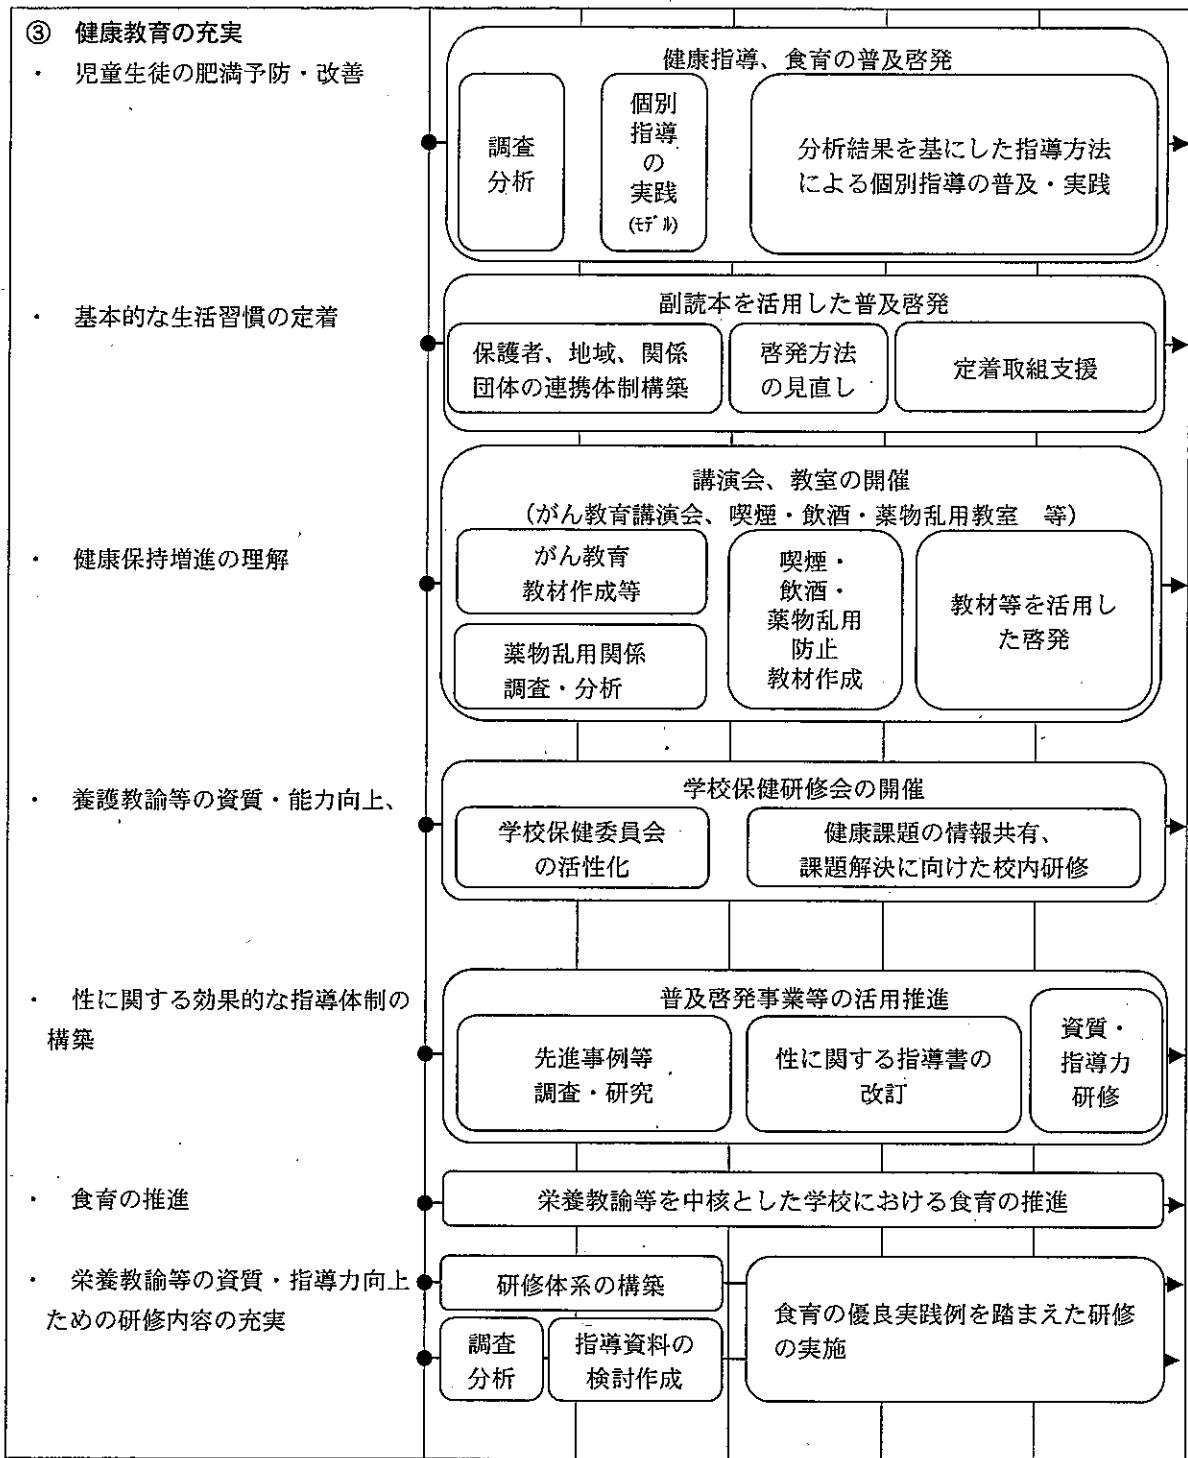 ③　健康教育の充実
・　児童生徒の肥満予防・改善
健康指導、食育の普及啓発
調査
分析
個別
指導
の
実践
(ﾓﾃﾞﾙ)
分析結果を基にした指導方法
による個別指導の普及・実践
・　基本的な生活習慣の定着
副読本を活用した普及啓発
保護者、地域、関係
団体の連携体制構築
啓発方法
の見直し
定着取組支援
・　健康保持増進の理解
講演会、教室の開催
（がん教育講演会、喫煙・飲酒・薬物乱用教室　等）
がん教育
教材作成等
薬物乱用関係
調査・分析
喫煙・
飲酒・
薬物乱用
防止
教材作成
教材等を活用し
た啓発
・　養護教諭等の資質・能力向上、
学校保健研修会の開催
学校保健委員会
の活性化
健康課題の情報共有、
課題解決に向けた校内研修
・　性に関する効果的な指導体制の
構築
普及啓発事業等の活用推進
先進事例等
調査・研究
性に関する指導書の
改訂
資質・
指導力
研修
・　食育の推進
栄養教諭等を中核とした学校における食育の推進
・　栄養教諭等の資質・指導力向上
ための研修内容の充実
研修体系の構築
調査
分析
指導資料の
検討作成
食育の優良実践例を踏まえた研修
の実施